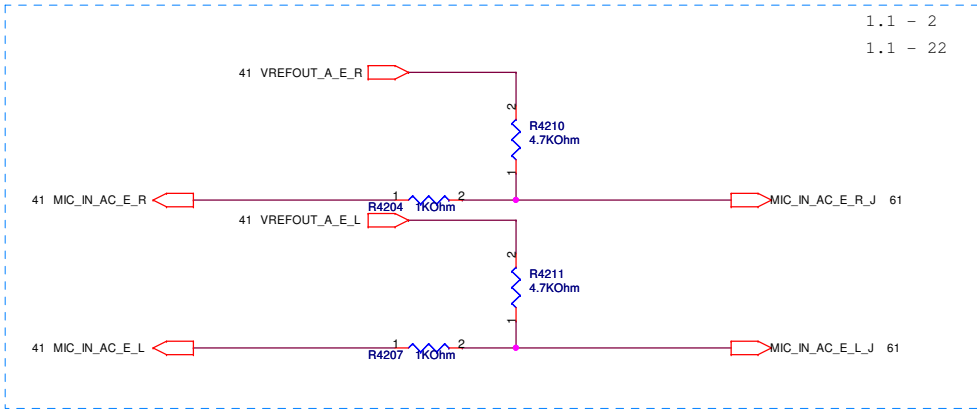 1.1 - 2
1.1 - 22
41 VREFOUT_A_E_R
2
R4210
4.7KOhm
1
41 MIC_IN_AC_E_R
1
2
R4204 1KOhm
MIC_IN_AC_E_R_J 61
41 VREFOUT_A_E_L
2
R4211
4.7KOhm
1
41 MIC_IN_AC_E_L
1
2
R4207 1KOhm
MIC_IN_AC_E_L_J 61